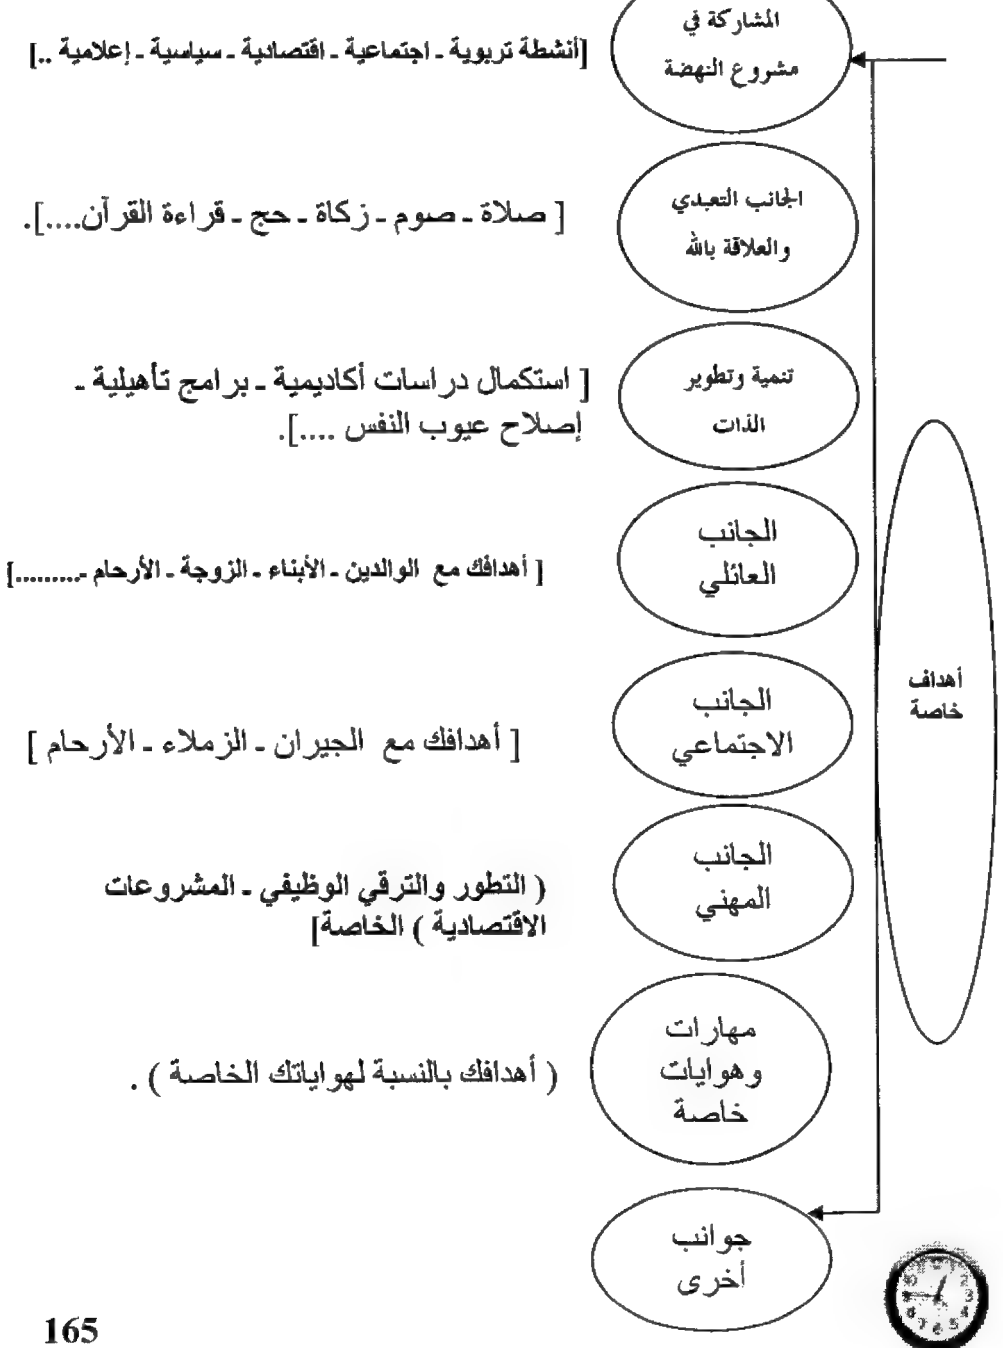 المشاركة في
مشروع النهضة
[أنشطة تربوية ـ اجتماعية ـ اقتصادية ـ سياسية ـ إعلامية ..]
الجانب التعبدي
والعلاقة بالله
[ صلاة ـ صوم ـ زكاة ـ حج ـ قراءة القرآن....].
تنمية وتطوير
الذات
[ استكمال دراسات أكاديمية ـ برامج تأهيلية ـ
إصلاح عيوب النفس ....].
الجانب
العائلي
[ أهدافك مع الوالدين ـ الأبناء ـ الزوجة ـ الأرحام ـ.........]
أهداف
خاصة
الجانب
الاجتماعي
[ أهدافك مع الجيران ـ الزملاء ـ الأرحام ]
الجانب
المهني
( التطور والترقي الوظيفي ـ المشروعات
الاقتصادية ) الخاصة]
مهارات
وهوايات
خاصة
( أهدافك بالنسبة لهواياتك الخاصة ) .
جوانب
أخرى
165